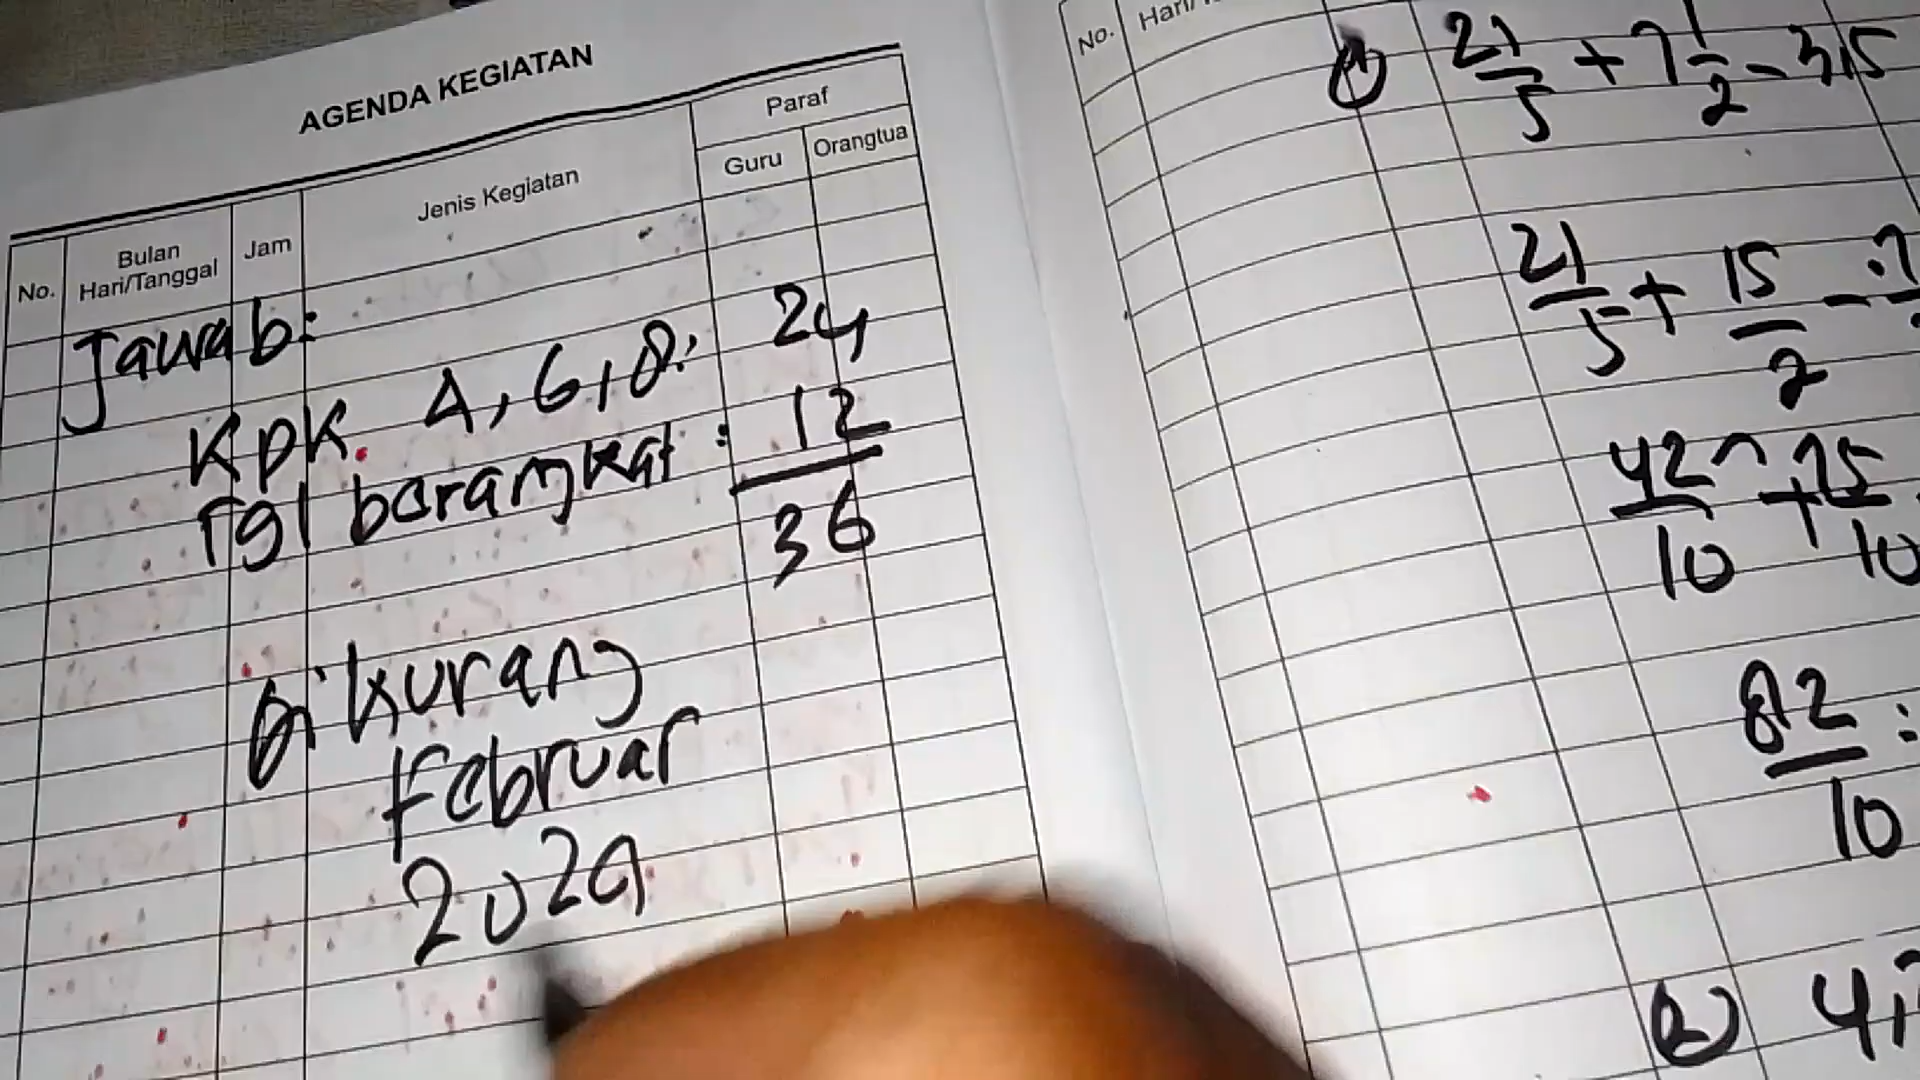 AGENDA KEGIATAN
No.
Bulan
Hari/Tanggal
Jam
Jenis Kegiatan
Paraf
Guru
Orangtua
Jawab:
KPK. 4, 6, 8: 24
Tgl berangkat: 12
36
Dikurang
Februar
2029
No.
① 21/5 + 7 1/2 - 3,5
21/5 + 15/2 -
42/10 + 75/10
82/10 :
②